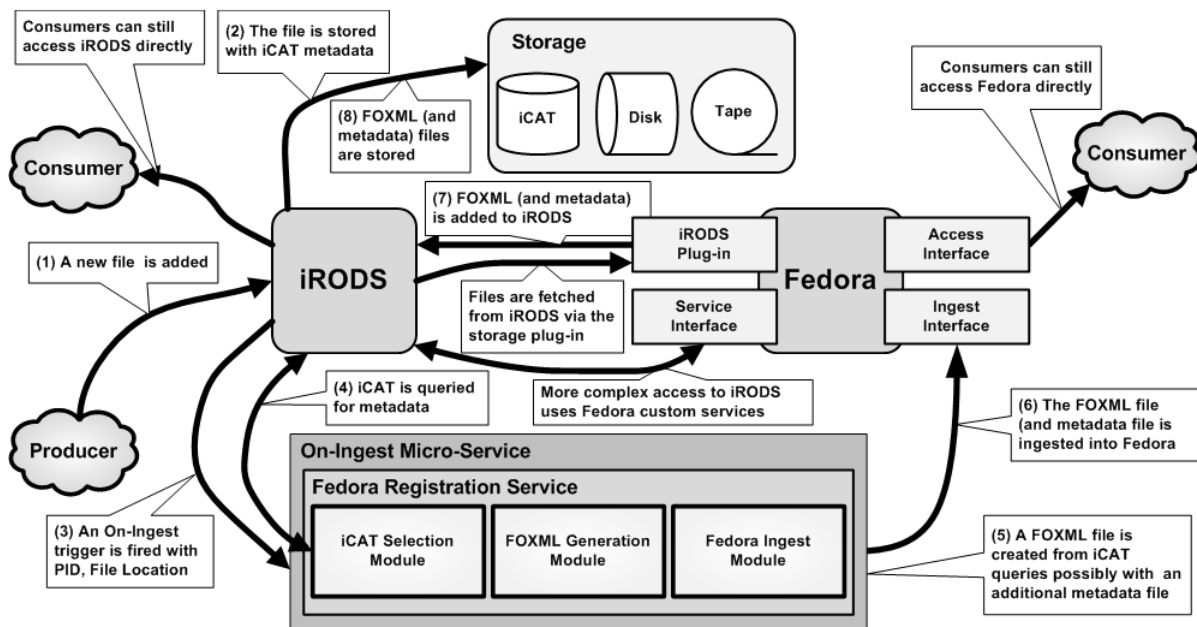 Consumers can still
access iRODS directly
(2) The file is stored
with iCAT metadata
Storage
iCAT
Disk
Tape
Consumers can still
access Fedora directly
(8) FOXML (and
metadata) files
are stored
Consumer
Consumer
(7) FOXML (and metadata)
is added to iRODS
(1) A new file is added
iRODS
iRODS
Plug-in
Fedora
Access
Interface
Files are fetched
from iRODS via the
storage plug-in
Service
Interface
Ingest
Interface
(4) iCAT is queried
for metadata
More complex access to iRODS
uses Fedora custom services
(6) The FOXML file
(and metadata file is
ingested into Fedora
Producer
On-Ingest Micro-Service
Fedora Registration Service
(3) An On-Ingest
trigger is fired with
PID, File Location
iCAT Selection
Module
FOXML Generation
Module
Fedora Ingest
Module
(5) A FOXML file is
created from iCAT
queries possibly with an
additional metadata file